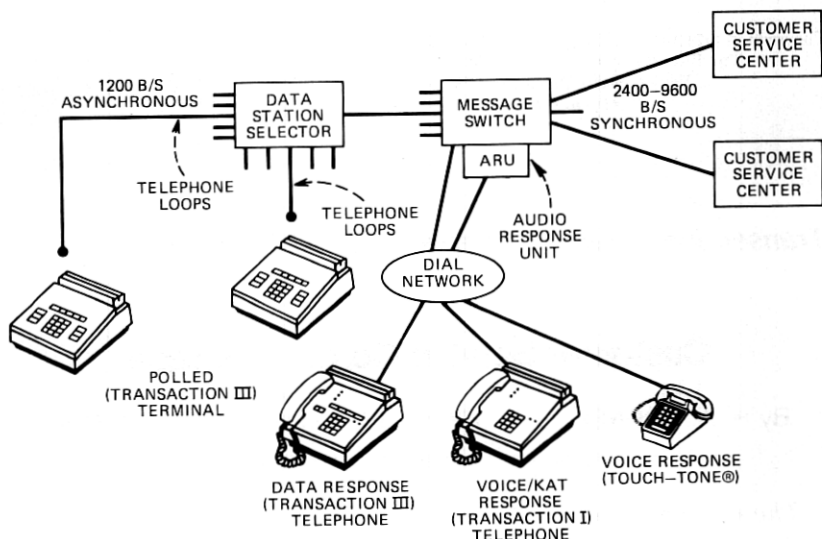 1200 B/S
ASYNCHRONOUS
DATA
STATION
SELECTOR
MESSAGE
SWITCH
ARU
CUSTOMER
SERVICE
CENTER
2400–9600
B/S
SYNCHRONOUS
CUSTOMER
SERVICE
CENTER
TELEPHONE
LOOPS
TELEPHONE
LOOPS
AUDIO
RESPONSE
UNIT
DIAL
NETWORK
POLLED
(TRANSACTION III)
TERMINAL
DATA RESPONSE
(TRANSACTION III)
TELEPHONE
VOICE/KAT
RESPONSE
(TRANSACTION I)
TELEPHONE
VOICE RESPONSE
(TOUCH–TONE®)